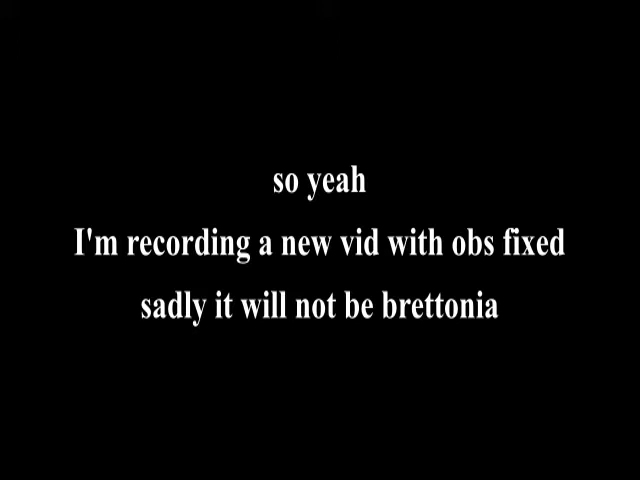 so yeah
I'm recording a new vid with obs fixed
sadly it will not be brettonia